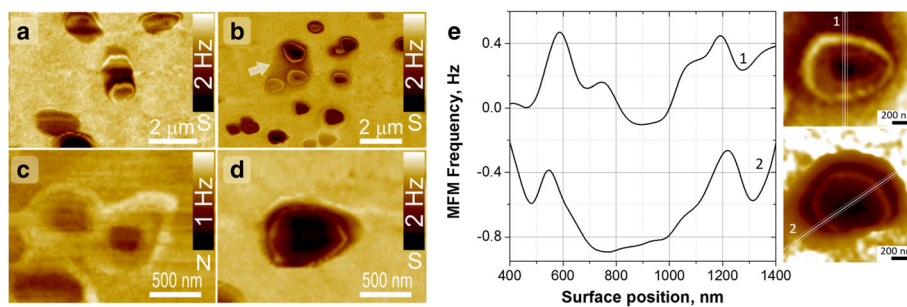 a
2 Hz
S
2 μm
b
2 Hz
S
2 μm
c
1 Hz
N
500 nm
d
2 Hz
S
500 nm
e
MFM Frequency, Hz
0.4
0.0
-0.4
-0.8
1
2
400 600 800 1000 1200 1400
Surface position, nm
1
200 nm
2
200 nm